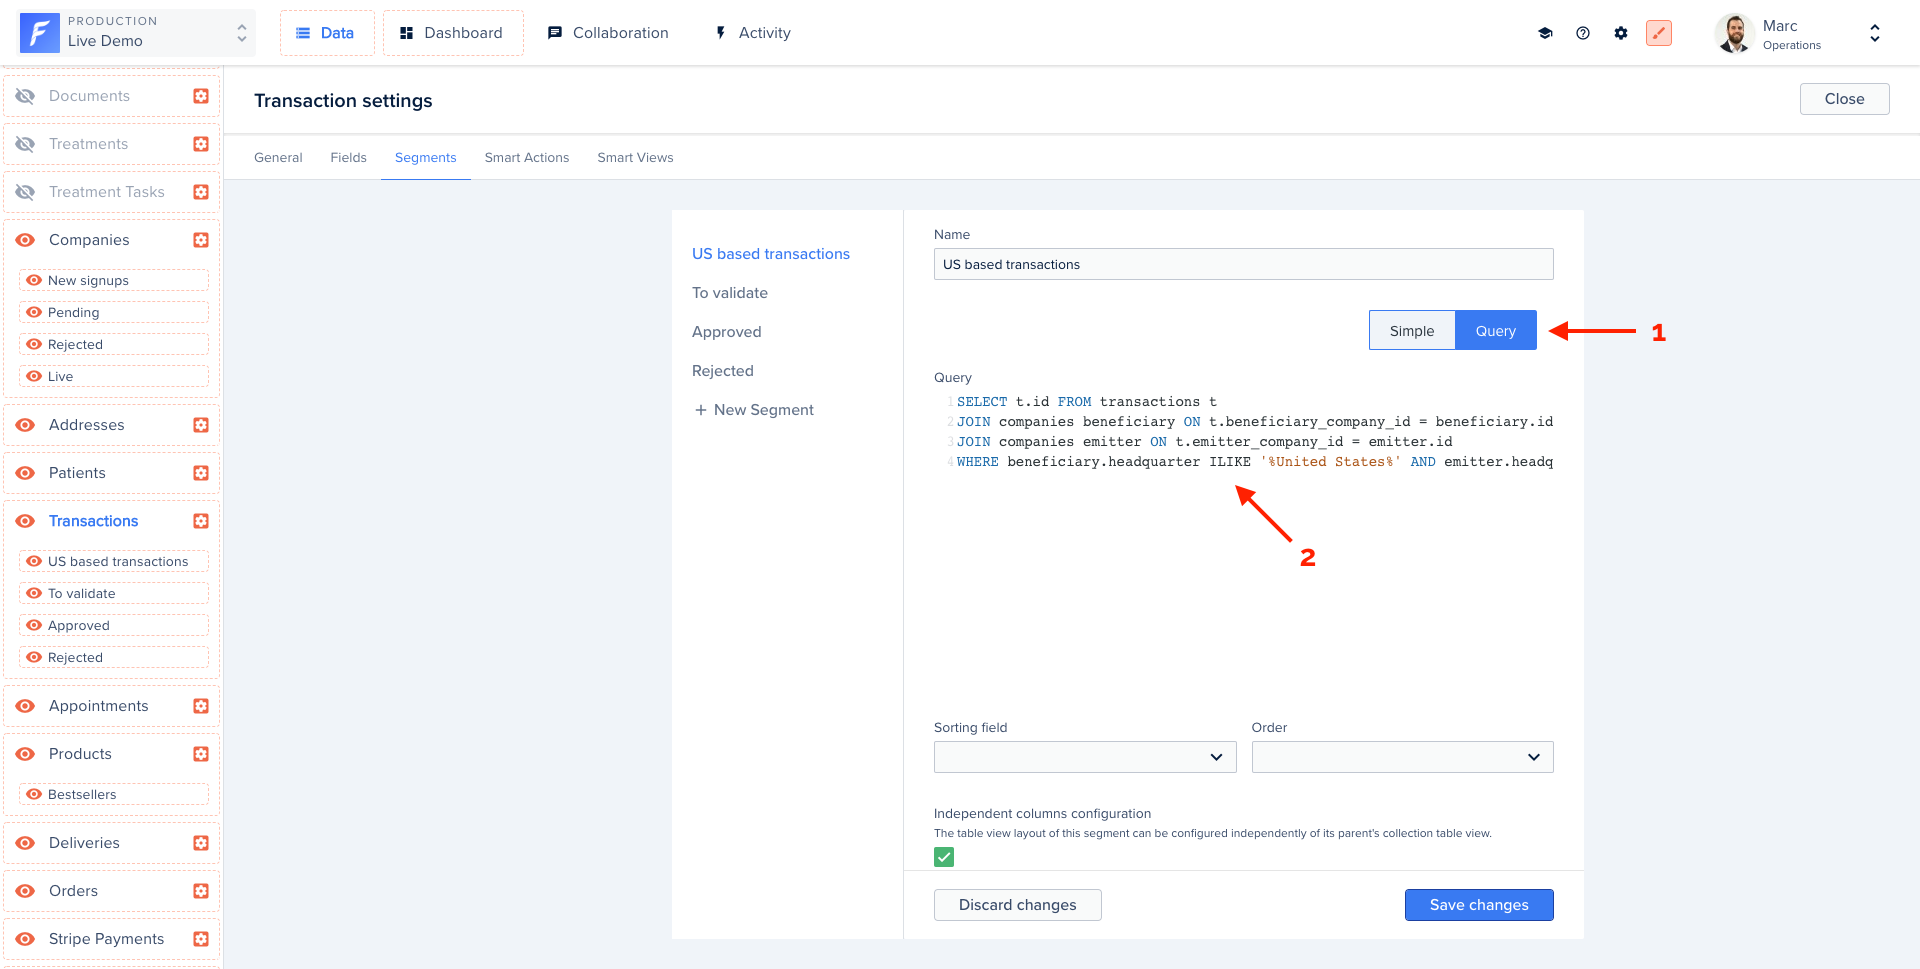 PRODUCTION
Live Demo
Data
Dashboard
Collaboration
Activity
Marc
Operations
Documents
Treatments
Treatment Tasks
Companies
New signups
Pending
Rejected
Live
Addresses
Patients
Transactions
US based transactions
To validate
Approved
Rejected
Appointments
Products
Bestsellers
Deliveries
Orders
Stripe Payments
Transaction settings
Close
General
Fields
Segments
Smart Actions
Smart Views
US based transactions
To validate
Approved
Rejected
+ New Segment
Name
US based transactions
Simple
Query
1
Query
1 SELECT t.id FROM transactions t
2 JOIN companies beneficiary ON t.beneficiary_company_id = beneficiary.id
3 JOIN companies emitter ON t.emitter_company_id = emitter.id
4 WHERE beneficiary.headquarter ILIKE '%United States%' AND emitter.headq
2
Sorting field
Order
Independent columns configuration
The table view layout of this segment can be configured independently of its parent's collection table view.
Discard changes
Save changes